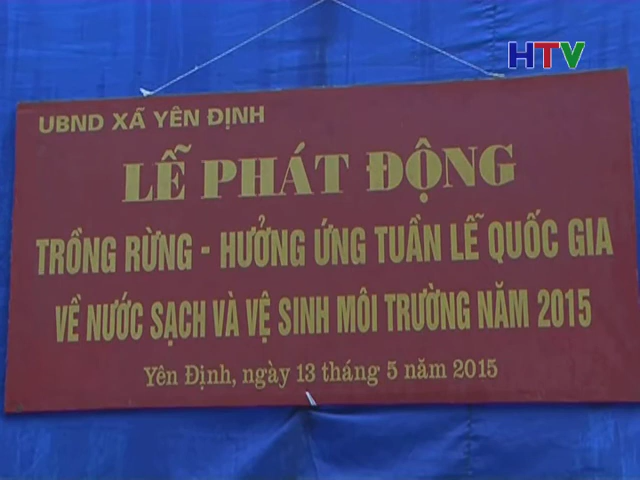 HTV
UBND XÃ YÊN ĐỊNH
LỄ PHÁT ĐỘNG
TRỒNG RỪNG - HƯỞNG ỨNG TUẦN LỄ QUỐC GIA
VỀ NƯỚC SẠCH VÀ VỆ SINH MÔI TRƯỜNG NĂM 2015
Yên Định, ngày 13 tháng 5 năm 2015